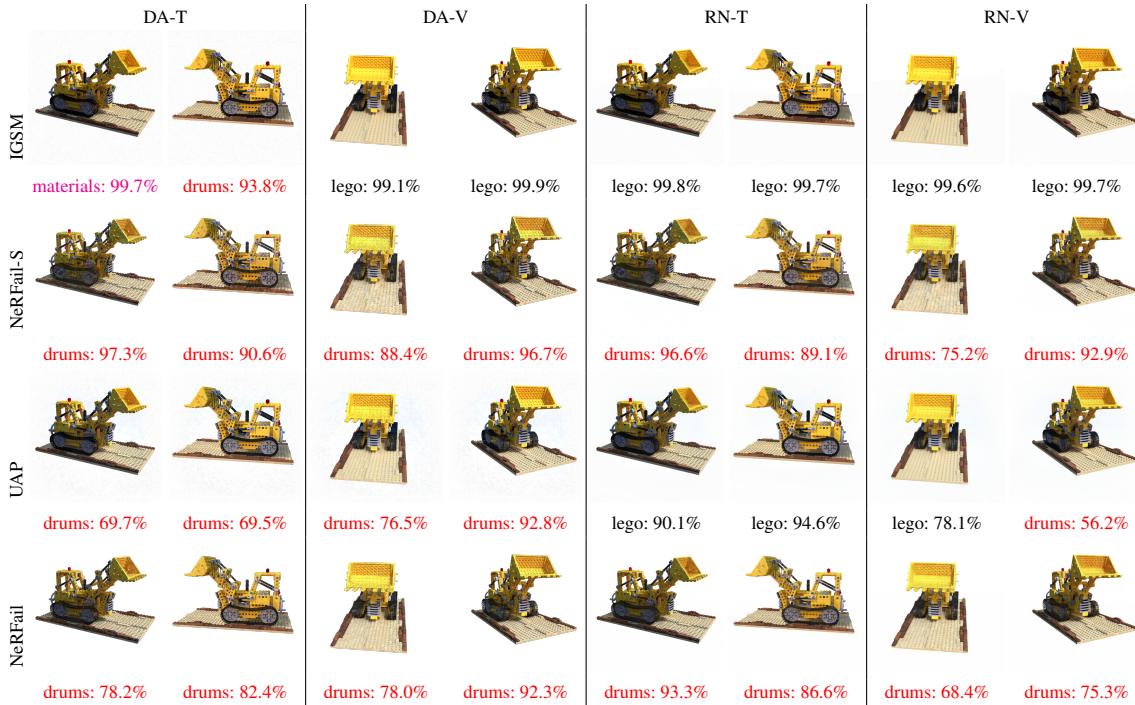 DA-T DA-V RN-T RN-V
IGSM
materials: 99.7% drums: 93.8% lego: 99.1% lego: 99.9% lego: 99.8% lego: 99.7% lego: 99.6% lego: 99.7%
NeRFail-S
drums: 97.3% drums: 90.6% drums: 88.4% drums: 96.7% drums: 96.6% drums: 89.1% drums: 75.2% drums: 92.9%
UAP
drums: 69.7% drums: 69.5% drums: 76.5% drums: 92.8% lego: 90.1% lego: 94.6% lego: 78.1% drums: 56.2%
NeRFail
drums: 78.2% drums: 82.4% drums: 78.0% drums: 92.3% drums: 93.3% drums: 86.6% drums: 68.4% drums: 75.3%